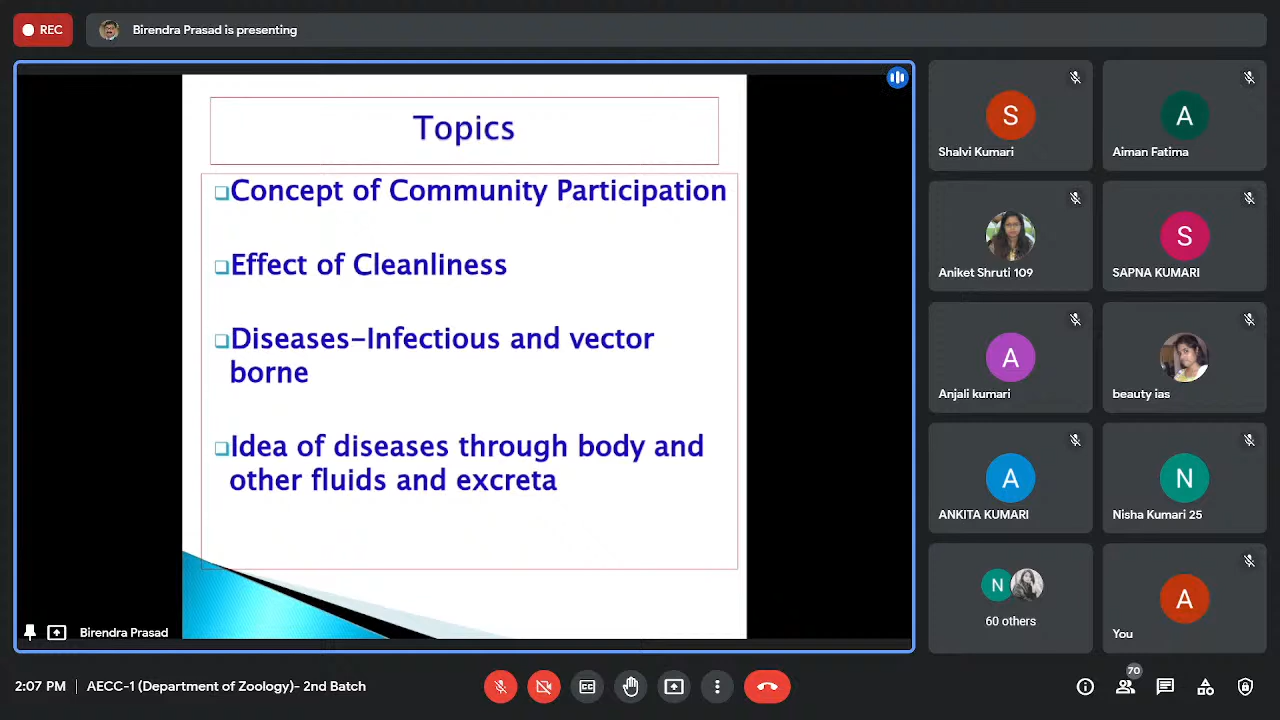 REC
Birendra Prasad is presenting
Topics
Concept of Community Participation
Effect of Cleanliness
Diseases-Infectious and vector
borne
Idea of diseases through body and
other fluids and excreta
Birendra Prasad
S
Shalvi Kumari
A
Aiman Fatima
Aniket Shruti 109
S
SAPNA KUMARI
A
Anjali kumari
beauty ias
A
ANKITA KUMARI
N
Nisha Kumari 25
N
60 others
A
You
2:07 PM | AECC-1 (Department of Zoology)- 2nd Batch
CC
70